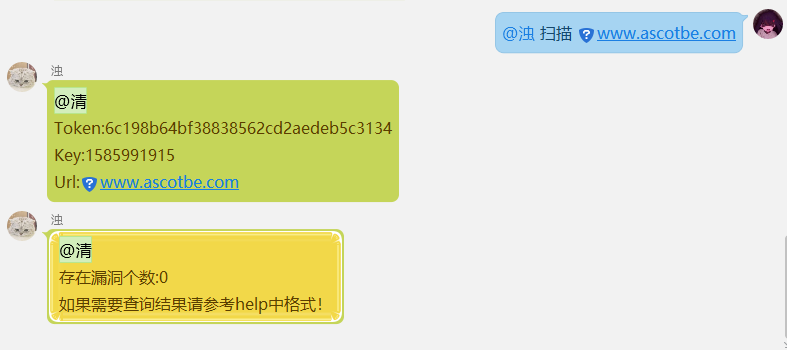 @浊 扫描 www.ascotbe.com
浊
@清
Token:6c198b64bf38838562cd2aedeb5c3134
Key:1585991915
Url:www.ascotbe.com
浊
@清
存在漏洞个数:0
如果需要查询结果请参考help中格式！